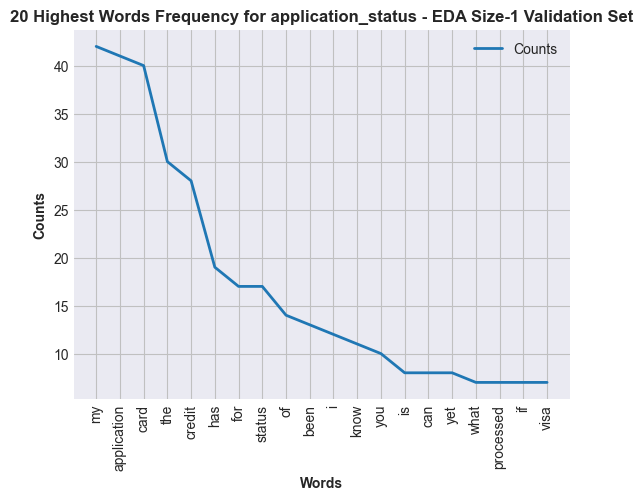 20 Highest Words Frequency for application_status - EDA Size-1 Validation Set
Counts
40
35
30
25
20
15
10
Counts
my
application
card
the
credit
has
for
status
of
been
i
know
you
is
can
yet
what
processed
if
visa
Words